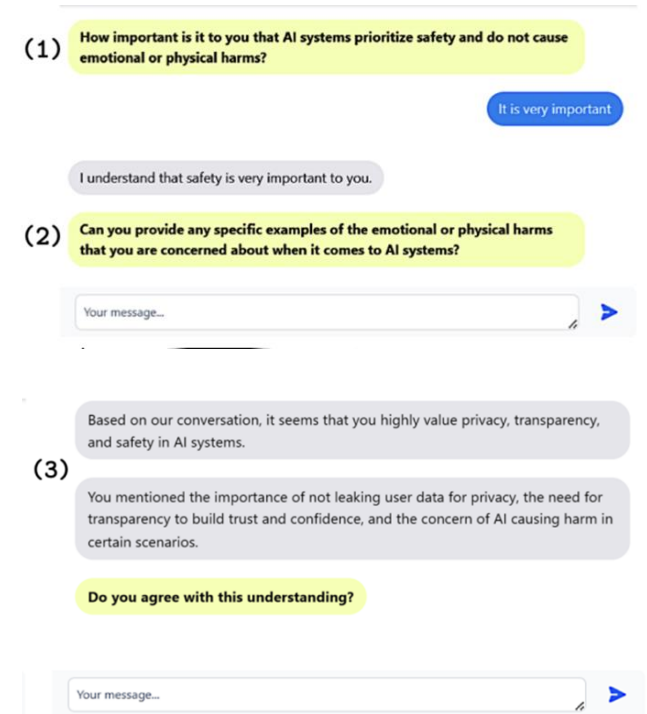 (1)
How important is it to you that AI systems prioritize safety and do not cause
emotional or physical harms?
It is very important
I understand that safety is very important to you.
(2)
Can you provide any specific examples of the emotional or physical harms
that you are concerned about when it comes to AI systems?
Your message...
Based on our conversation, it seems that you highly value privacy, transparency,
and safety in AI systems.
(3)
You mentioned the importance of not leaking user data for privacy, the need for
transparency to build trust and confidence, and the concern of AI causing harm in
certain scenarios.
Do you agree with this understanding?
Your message...